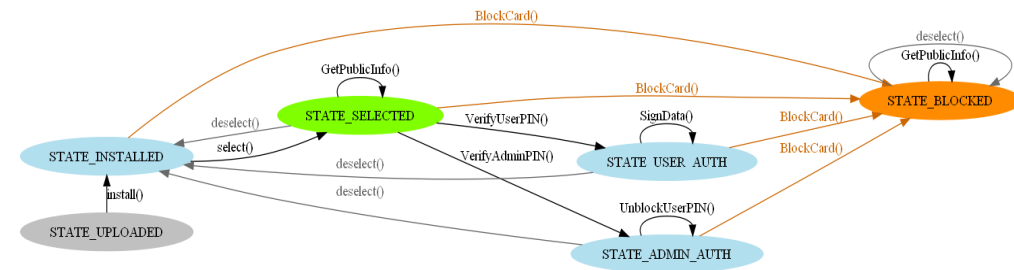 BlockCard()
deselect()
GetPublicInfo()
GetPublicInfo()
STATE_BLOCKED
BlockCard()
STATE_SELECTED
SignData()
VerifyUserPIN()
BlockCard()
deselect()
select()
VerifyAdminPIN()
BlockCard()
STATE_INSTALLED
deselect()
STATE_USER_AUTH
deselect()
install()
UnblockUserPIN()
STATE_UPLOADED
STATE_ADMIN_AUTH